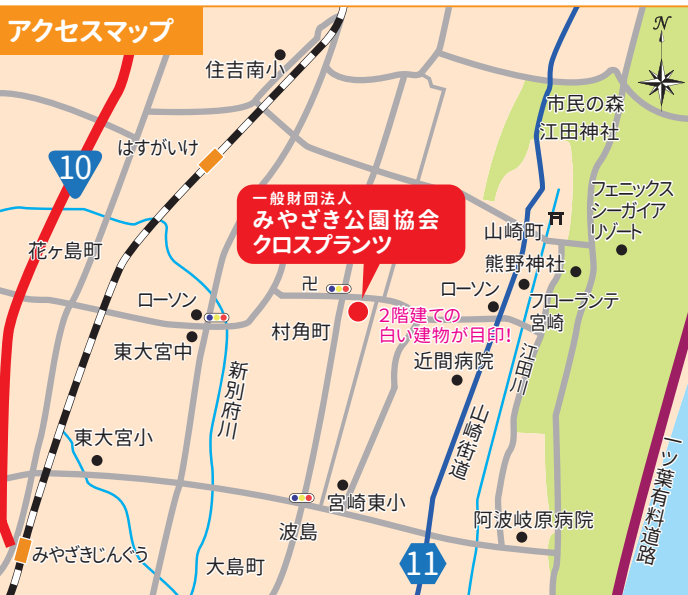 アクセスマップ
N
住吉南小
市民の森
江田神社
はすがいけ
10
フェニックス
シーガイア
リゾート
一般財団法人
みやざき公園協会
クロスプランツ
山崎町
花ヶ島町
熊野神社
卍
ローソン
ローソン
フローランテ
宮崎
2階建ての
白い建物が目印!
村角町
東大宮中
近間病院
江田川
新別府川
山崎街道
東大宮小
一ツ葉有料道路
宮崎東小
阿波岐原病院
波島
みやざきじんぐう
大島町
11